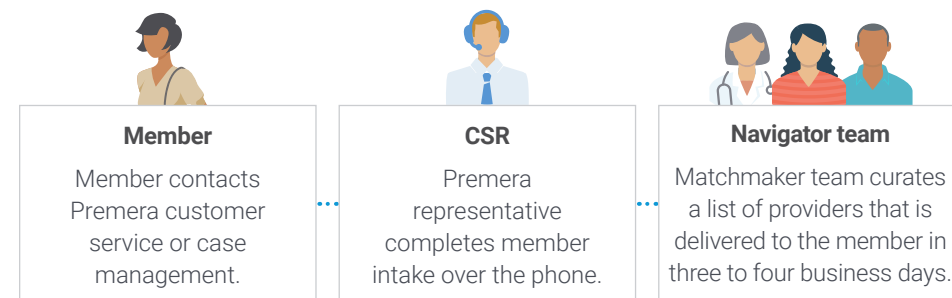 Member
Member contacts
Premera customer
service or case
management.
CSR
Premera
representative
completes member
intake over the phone.
Navigator team
Matchmaker team curates
a list of providers that is
delivered to the member in
three to four business days.